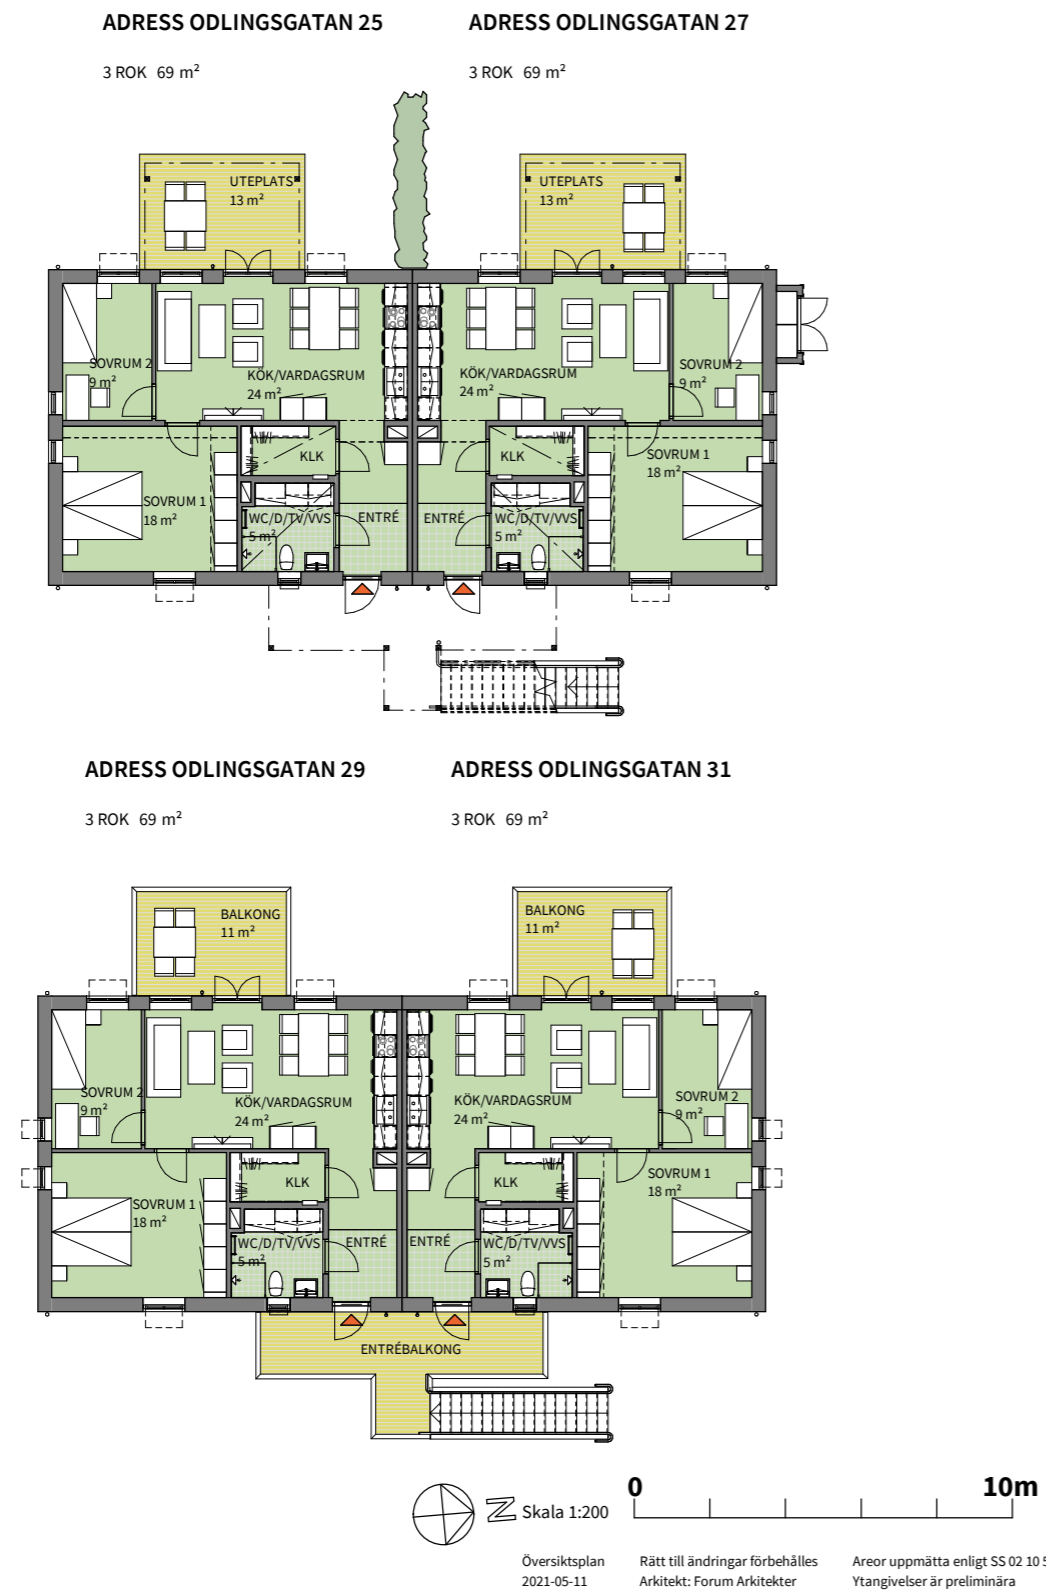 ADRESS ODLINGSGATAN 25
3 ROK 69 m²
ADRESS ODLINGSGATAN 27
3 ROK 69 m²
UTEPLATS
13 m²
UTEPLATS
13 m²
SOVRUM 2
9 m²
KÖK/VARDAGSRUM
24 m²
KÖK/VARDAGSRUM
24 m²
SOVRUM 2
9 m²
SOVRUM 1
18 m²
KLK
WC/D/TV/VVS
5 m²
ENTRÉ
ENTRÉ
KLK
WC/D/TV/VVS
5 m²
SOVRUM 1
18 m²
ADRESS ODLINGSGATAN 29
3 ROK 69 m²
ADRESS ODLINGSGATAN 31
3 ROK 69 m²
BALKONG
11 m²
BALKONG
11 m²
SOVRUM 2
9 m²
KÖK/VARDAGSRUM
24 m²
KÖK/VARDAGSRUM
24 m²
SOVRUM 2
9 m²
SOVRUM 1
18 m²
KLK
WC/D/TV/VVS
5 m²
ENTRÉ
ENTRÉ
KLK
WC/D/TV/VVS
5 m²
SOVRUM 1
18 m²
ENTRÉBALKONG
N
Skala 1:200
0
10m
Översiktsplan
2021-05-11
Rätt till ändringar förbehålles
Arkitekt: Forum Arkitekter
Areor uppmätta enligt SS 02 10 5
Ytangivelser är preliminära